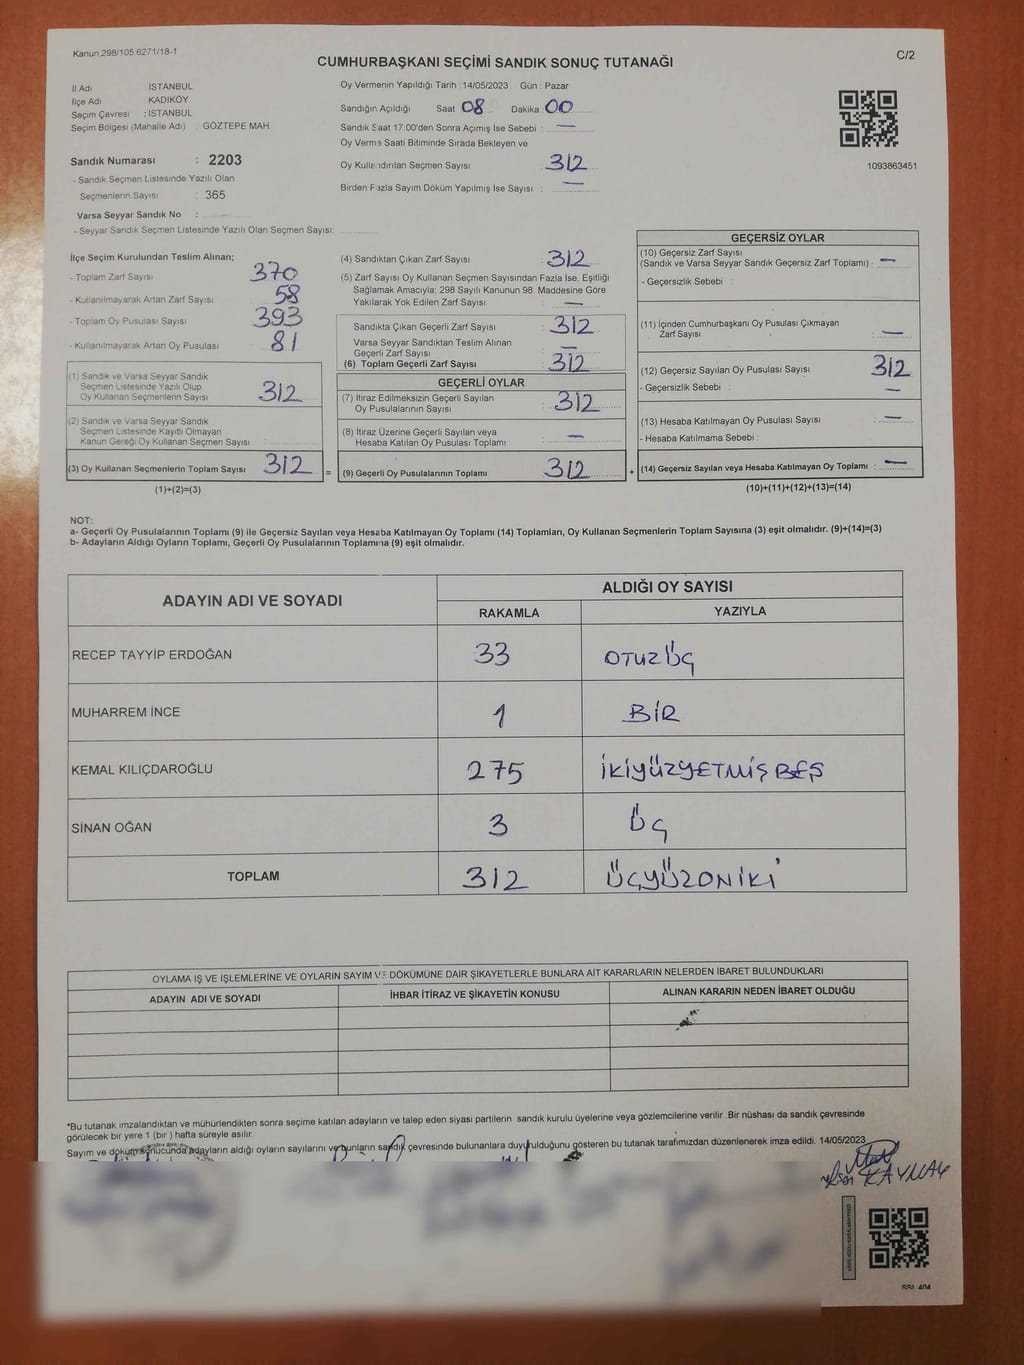 Kanun 298/105 6271/18-1
C/2
CUMHURBAŞKANI SEÇİMİ SANDIK SONUÇ TUTANAĞI
İl Adı İSTANBUL
İlçe Adı KADIKÖY
Seçim Çevresi : İSTANBUL
Seçim Bölgesi (Mahalle Adı) : GÖZTEPE MAH.
Sandık Numarası : 2203
- Sandık Seçmen Listesinde Yazılı Olan
Seçmenlerin Sayısı : 365
Varsa Seyyar Sandık No :
- Seyyar Sandık Seçmen Listesinde Yazılı Olan Seçmen Sayısı:
Oy Vermenin Yapıldığı Tarih : 14/05/2023 Gün : Pazar
Sandığın Açıldığı Saat 08 Dakika : 00
Sandık Saat 17:00'den Sonra Açımış İse Sebebi : —
Oy Verme Saati Bitiminde Sırada Bekleyen ve
Oy Kullandırılan Seçmen Sayısı : 312
Birden Fazla Sayım Döküm Yapılmış İse Sayısı : —
1093863451
İlçe Seçim Kurulundan Teslim Alınan;
- Toplam Zarf Sayısı 370
- Kullanılmayarak Artan Zarf Sayısı 58
- Toplam Oy Pusulası Sayısı 393
- Kullanılmayarak Artan Oy Pusulası 81
(1) Sandık ve Varsa Seyyar Sandık
Seçmen Listesinde Yazılı Olup
Oy Kullanan Seçmenlerin Sayısı 312
(2) Sandık ve Varsa Seyyar Sandık
Seçmen Listesinde Kayıtlı Olmayan
Kanun Gereği Oy Kullanan Seçmen Sayısı
(3) Oy Kullanan Seçmenlerin Toplam Sayısı 312
(1)+(2)=(3)
(4) Sandıktan Çıkan Zarf Sayısı : 312
(5) Zarf Sayısı Oy Kullanan Seçmen Sayısından Fazla İse, Eşitliği
Sağlamak Amacıyla; 298 Sayılı Kanunun 98. Maddesine Göre
Yakılarak Yok Edilen Zarf Sayısı : —
Sandıkta Çıkan Geçerli Zarf Sayısı : 312
Varsa Seyyar Sandıktan Teslim Alınan
Geçerli Zarf Sayısı : —
(6) Toplam Geçerli Zarf Sayısı : 312
GEÇERLİ OYLAR
(7) İtiraz Edilmeksizin Geçerli Sayılan
Oy Pusulalarının Sayısı : 312
(8) İtiraz Üzerine Geçerli Sayılan veya
Hesaba Katılan Oy Pusulası Toplamı : —
= (9) Geçerli Oy Pusulalarının Toplamı : 312 +
GEÇERSİZ OYLAR
(10) Geçersiz Zarf Sayısı
(Sandık ve Varsa Seyyar Sandık Geçersiz Zarf Toplamı) : —
- Geçersizlik Sebebi :
(11) İçinden Cumhurbaşkanı Oy Pusulası Çıkmayan
Zarf Sayısı : —
(12) Geçersiz Sayılan Oy Pusulası Sayısı : 312
- Geçersizlik Sebebi : —
(13) Hesaba Katılmayan Oy Pusulası Sayısı : —
- Hesaba Katılmama Sebebi :
(14) Geçersiz Sayılan veya Hesaba Katılmayan Oy Toplamı : —
(10)+(11)+(12)+(13)=(14)
NOT:
a- Geçerli Oy Pusulalarının Toplamı (9) ile Geçersiz Sayılan veya Hesaba Katılmayan Oy Toplamı (14) Toplamları, Oy Kullanan Seçmenlerin Toplam Sayısına (3) eşit olmalıdır. (9)+(14)=(3)
b- Adayların Aldığı Oyların Toplamı, Geçerli Oy Pusulalarının Toplamına (9) eşit olmalıdır.
ADAYIN ADI VE SOYADI ALDIĞI OY SAYISI
RAKAMLA YAZIYLA
RECEP TAYYİP ERDOĞAN 33 OTUZÜÇ
MUHARREM İNCE 1 BİR
KEMAL KILIÇDAROĞLU 275 İKİYÜZYETMİŞBEŞ
SİNAN OĞAN 3 ÜÇ
TOPLAM 312 ÜÇYÜZONİKİ
OYLAMA İŞ VE İŞLEMLERİNE VE OYLARIN SAYIM VE DÖKÜMÜNE DAİR ŞİKAYETLERLE BUNLARA AİT KARARLARIN NELERDEN İBARET BULUNDUKLARI
ADAYIN ADI VE SOYADI İHBAR İTİRAZ VE ŞİKAYETİN KONUSU ALINAN KARARIN NEDEN İBARET OLDUĞU
*Bu tutanak imzalandıktan ve mühürlendikten sonra seçime katılan adayların ve talep eden siyasi partilerin sandık kurulu üyelerine veya gözlemcilerine verilir .Bir nüshası da sandık çevresinde
görülecek bir yere 1 (bir ) hafta süreyle asılır.
Sayım ve döküm sonucunda adayların aldığı oyların sayılarını ve bunların sandık çevresinde bulunanlara duyurulduğunu gösteren bu tutanak tarafımızdan düzenlenerek imza edildi. 14/05/2023
KAYNAK